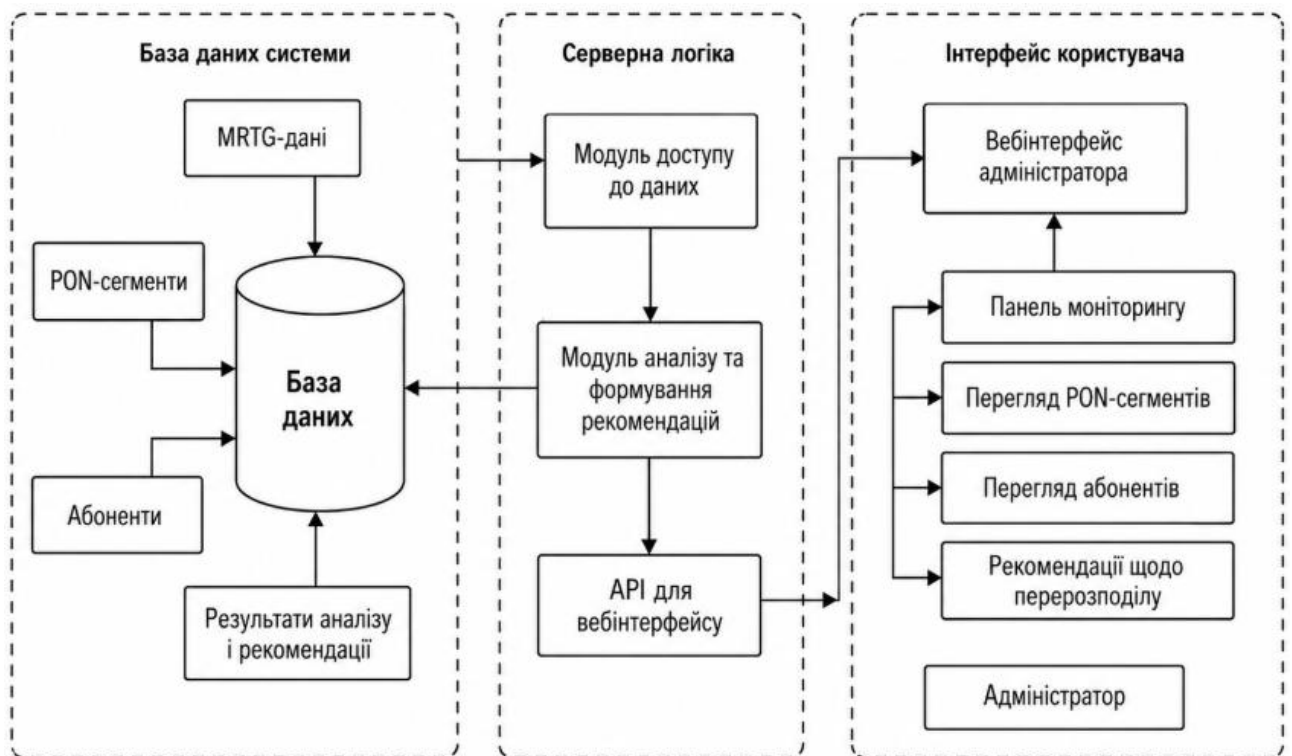 База даних системи
MRTG-дані
PON-сегменти
База
даних
Абоненти
Результати аналізу
і рекомендації
Серверна логіка
Модуль доступу
до даних
Модуль аналізу та
формування
рекомендацій
API для
вебінтерфейсу
Інтерфейс користувача
Вебінтерфейс
адміністратора
Панель моніторингу
Перегляд PON-сегментів
Перегляд абонентів
Рекомендації щодо
перерозподілу
Адміністратор